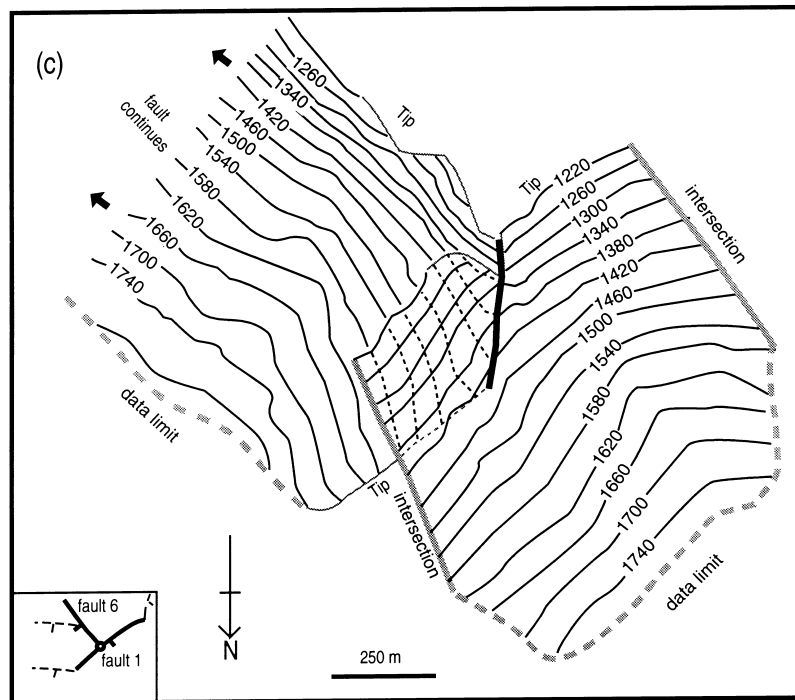 (c)
fault
continues
Tip
Tip
1260
1340
1420
1460
1500
1540
1580
1620
1660
1700
1740
1220
1260
1300
1340
1380
1420
1460
1500
1540
1580
1620
1660
1700
1740
intersection
data limit
Tip
intersection
data limit
N
250 m
fault 6
fault 1